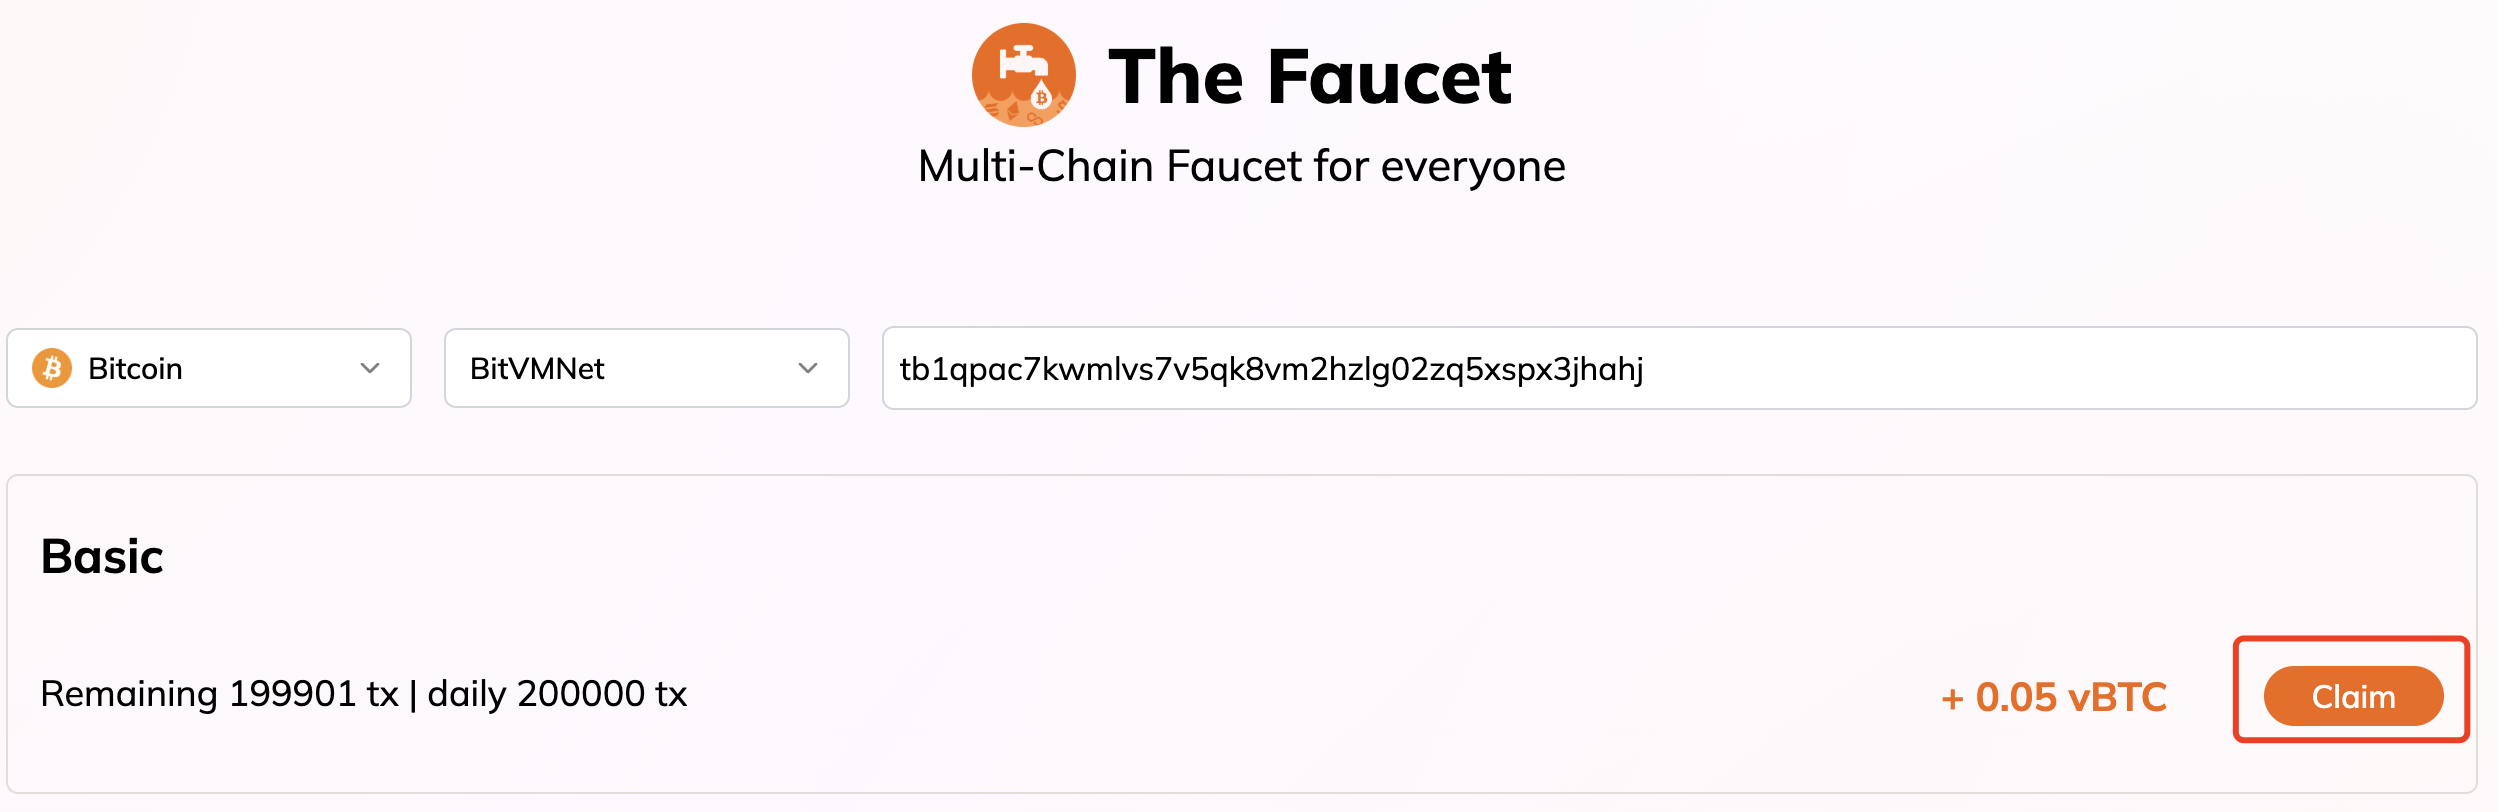 The Faucet
Multi-Chain Faucet for everyone
Bitcoin
BitVMNet
tb1qpac7kwmlvs7v5qk8vm2hzlg02zq5xspx3jhahj
Basic
Remaining 199901 tx | daily 200000 tx
+ 0.05 vBTC
Claim